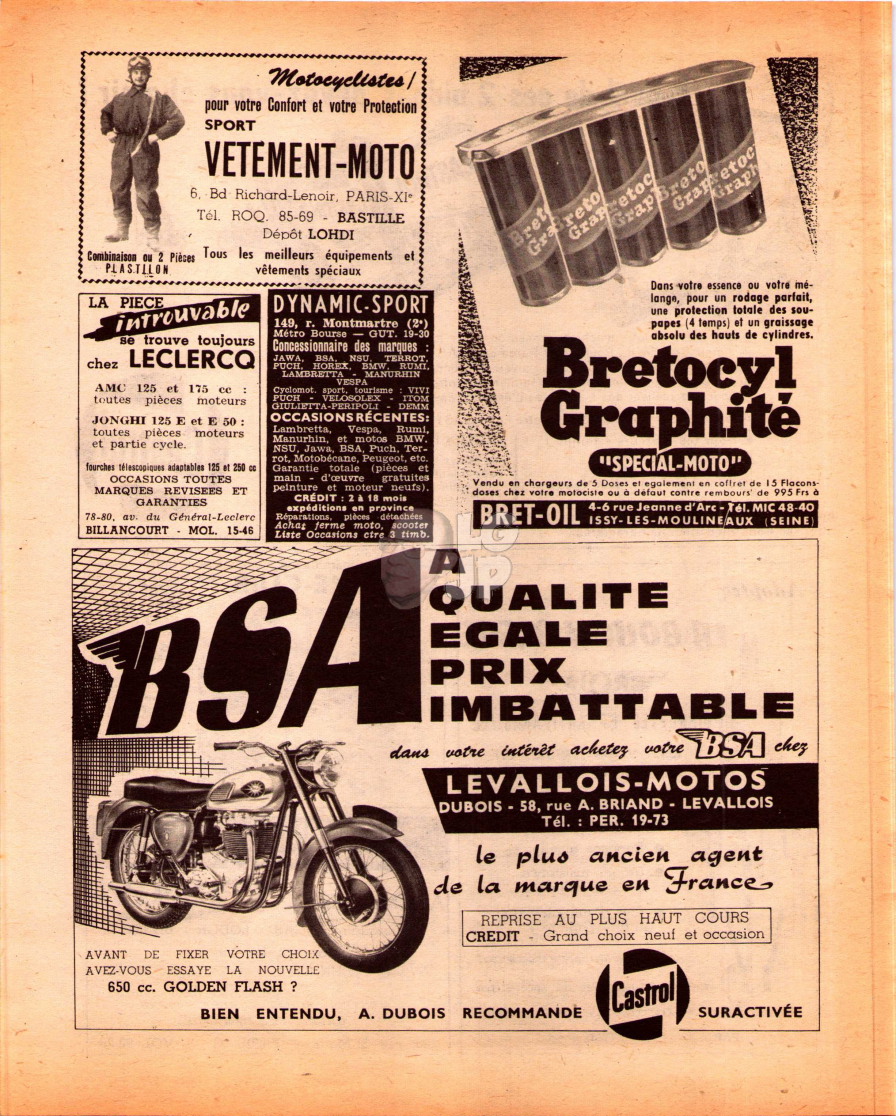 Motocyclistes !
pour votre Confort et votre Protection
SPORT
VETEMENT-MOTO
6, Bd Richard-Lenoir, PARIS-XIe
Tél. ROQ. 85-69 - BASTILLE
Dépôt LOHDI
Combinaison ou 2 Pièces
PLASTILON
Tous les meilleurs équipements et
vêtements spéciaux
LA PIECE
introuvable
se trouve toujours
chez LECLERCQ
AMC 125 et 175 cc :
toutes pièces moteurs
JONGHI 125 E et E 50 :
toutes pièces moteurs
et partie cycle.
fourches télescopiques adaptables 125 et 250 cc
OCCASIONS TOUTES
MARQUES REVISEES ET
GARANTIES
78-80, av. du Général-Leclerc
BILLANCOURT - MOL. 15-46
DYNAMIC-SPORT
149, r. Montmartre (2e)
Métro Bourse — GUT. 19-30
Concessionnaire des marques :
JAWA, BSA, NSU, TERROT,
PUCH, HOREX, BMW, RUMI,
LAMBRETTA - MANURHIN
VESPA
Cyclomot. sport, tourisme : VIVI
PUCH - VELOSOLEX - ITOM
GIULIETTA-PERIPOLI - DEMM
OCCASIONS RÉCENTES:
Lambretta, Vespa, Rumi,
Manurhin, et motos BMW,
NSU, Jawa, BSA, Puch, Ter-
rot, Motobécane, Peugeot, etc.
Garantie totale (pièces et
main - d'œuvre gratuites
peinture et moteur neufs).
CRÉDIT : 2 à 18 mois
expéditions en province
Réparations, pièces détachées
Achat ferme moto, scooter
Liste Occasions ctre 3 timb.
Dans votre essence ou votre mé-
lange, pour un rodage parfait,
une protection totale des sou-
papes (4 temps) et un graissage
absolu des hauts de cylindres.
Bretocyl
Graphité
"SPECIAL-MOTO"
Vendu en chargeurs de 5 Doses et egalement en coffret de 15 Flacons-
doses chez votre motociste ou à défaut contre rembours' de 995 Frs à
BRET-OIL
4-6 rue Jeanne d'Arc - Tél. MIC 48-40
ISSY-LES-MOULINEAUX (SEINE)
BSA
A
QUALITE
EGALE
PRIX
IMBATTABLE
dans votre intérêt achetez votre BSA chez
LEVALLOIS-MOTOS
DUBOIS - 58, rue A. BRIAND - LEVALLOIS
Tél. : PER. 19-73
le plus ancien agent
de la marque en France
REPRISE AU PLUS HAUT COURS
CREDIT - Grand choix neuf et occasion
AVANT DE FIXER VOTRE CHOIX
AVEZ-VOUS ESSAYE LA NOUVELLE
650 cc. GOLDEN FLASH ?
BIEN ENTENDU, A. DUBOIS RECOMMANDE Castrol SURACTIVÉE